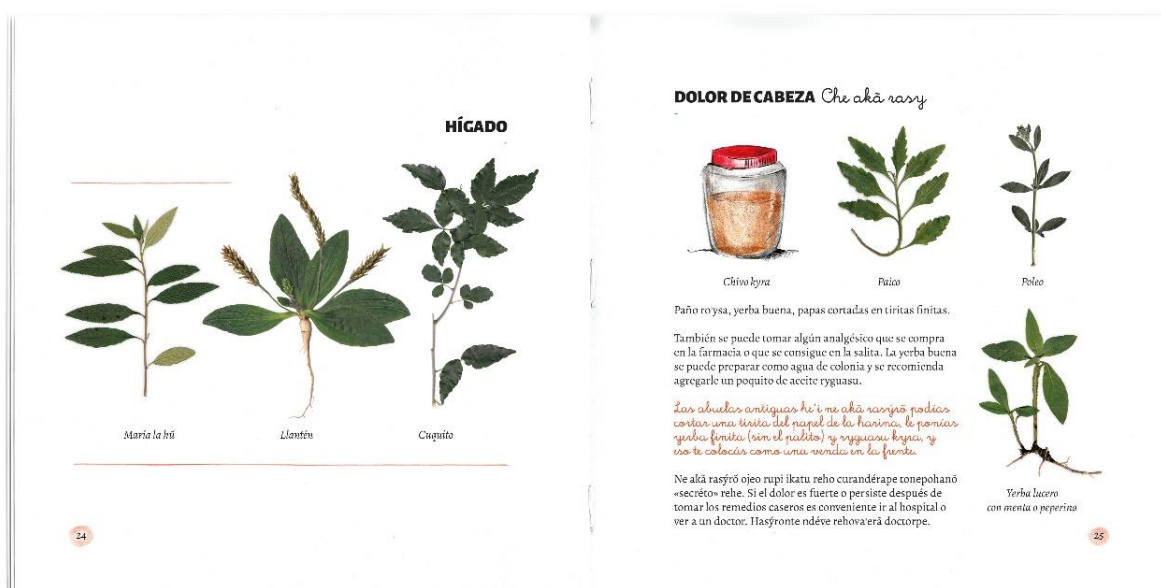 HÍGADO
María la hũ
Llantén
Cuquito
24
DOLOR DE CABEZA Che akã rasy
Chivo kyra
Paico
Poleo
Paño ro'ysa, yerba buena, papas cortadas en tiritas finitas.
También se puede tomar algún analgésico que se compra
en la farmacia o que se consigue en la salita. La yerba buena
se puede preparar como agua de colonia y se recomienda
agregarle un poquito de aceite ryguasu.
Las abuelas antiguas he'i ne akã rasýrõ podías
cortar una tirita del papel de la harina, le ponías
yerba finita (sin el palito) y ryguasu kyra, y
eso te colocás como una venda en la frente.
Ne akã rasýrõ ojeo rupi ikatu reho curandérape tonepohanõ
«secréto» rehe. Si el dolor es fuerte o persiste después de
tomar los remedios caseros es conveniente ir al hospital o
ver a un doctor. Hasýronte ndéve rehova'erã doctorpe.
Yerba lucero
con menta o peperina
25